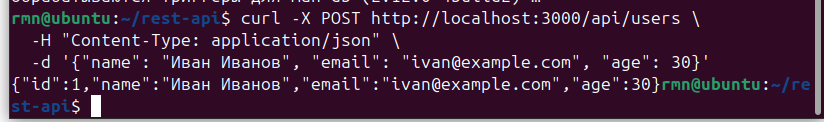 rmn@ubuntu:~/rest-api$ curl -X POST http://localhost:3000/api/users \
  -H "Content-Type: application/json" \
  -d '{"name": "Иван Иванов", "email": "ivan@example.com", "age": 30}'
{"id":1,"name":"Иван Иванов","email":"ivan@example.com","age":30}rmn@ubuntu:~/re
st-api$